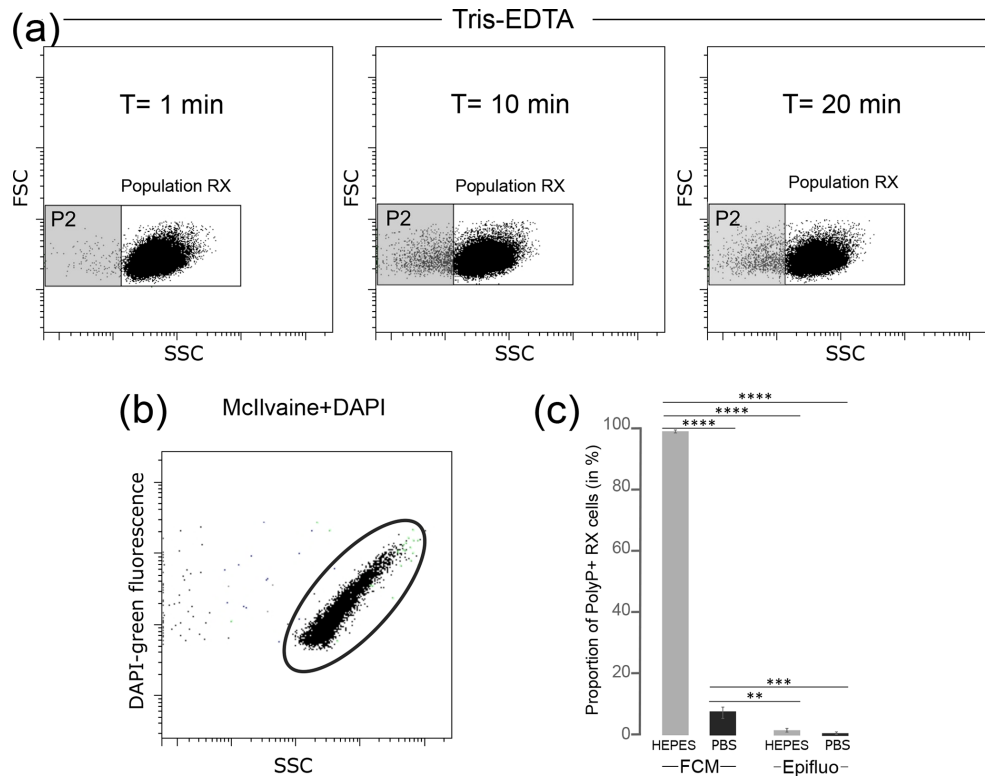 (a)
Tris-EDTA
T= 1 min
T= 10 min
T= 20 min
Population RX
Population RX
Population RX
P2
P2
P2
FSC
FSC
FSC
SSC
SSC
SSC
(b)
McIlvaine+DAPI
DAPI-green fluorescence
SSC
(c)
Proportion of PolyP+ RX cells (in %)
100
80
60
40
20
0
****
****
****
***
**
HEPES PBS HEPES PBS
FCM Epifluo